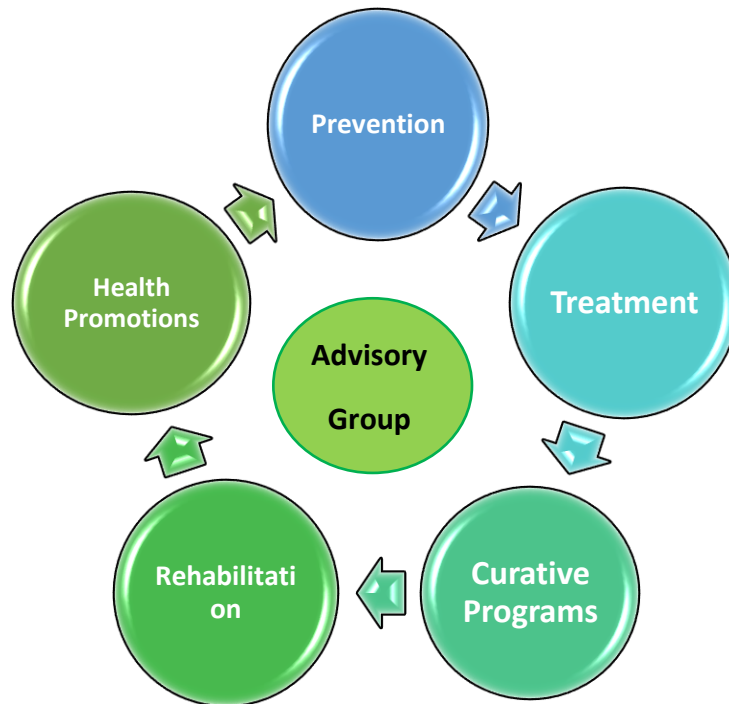 Prevention
Treatment
Curative
Programs
Rehabilitati
on
Health
Promotions
Advisory
Group